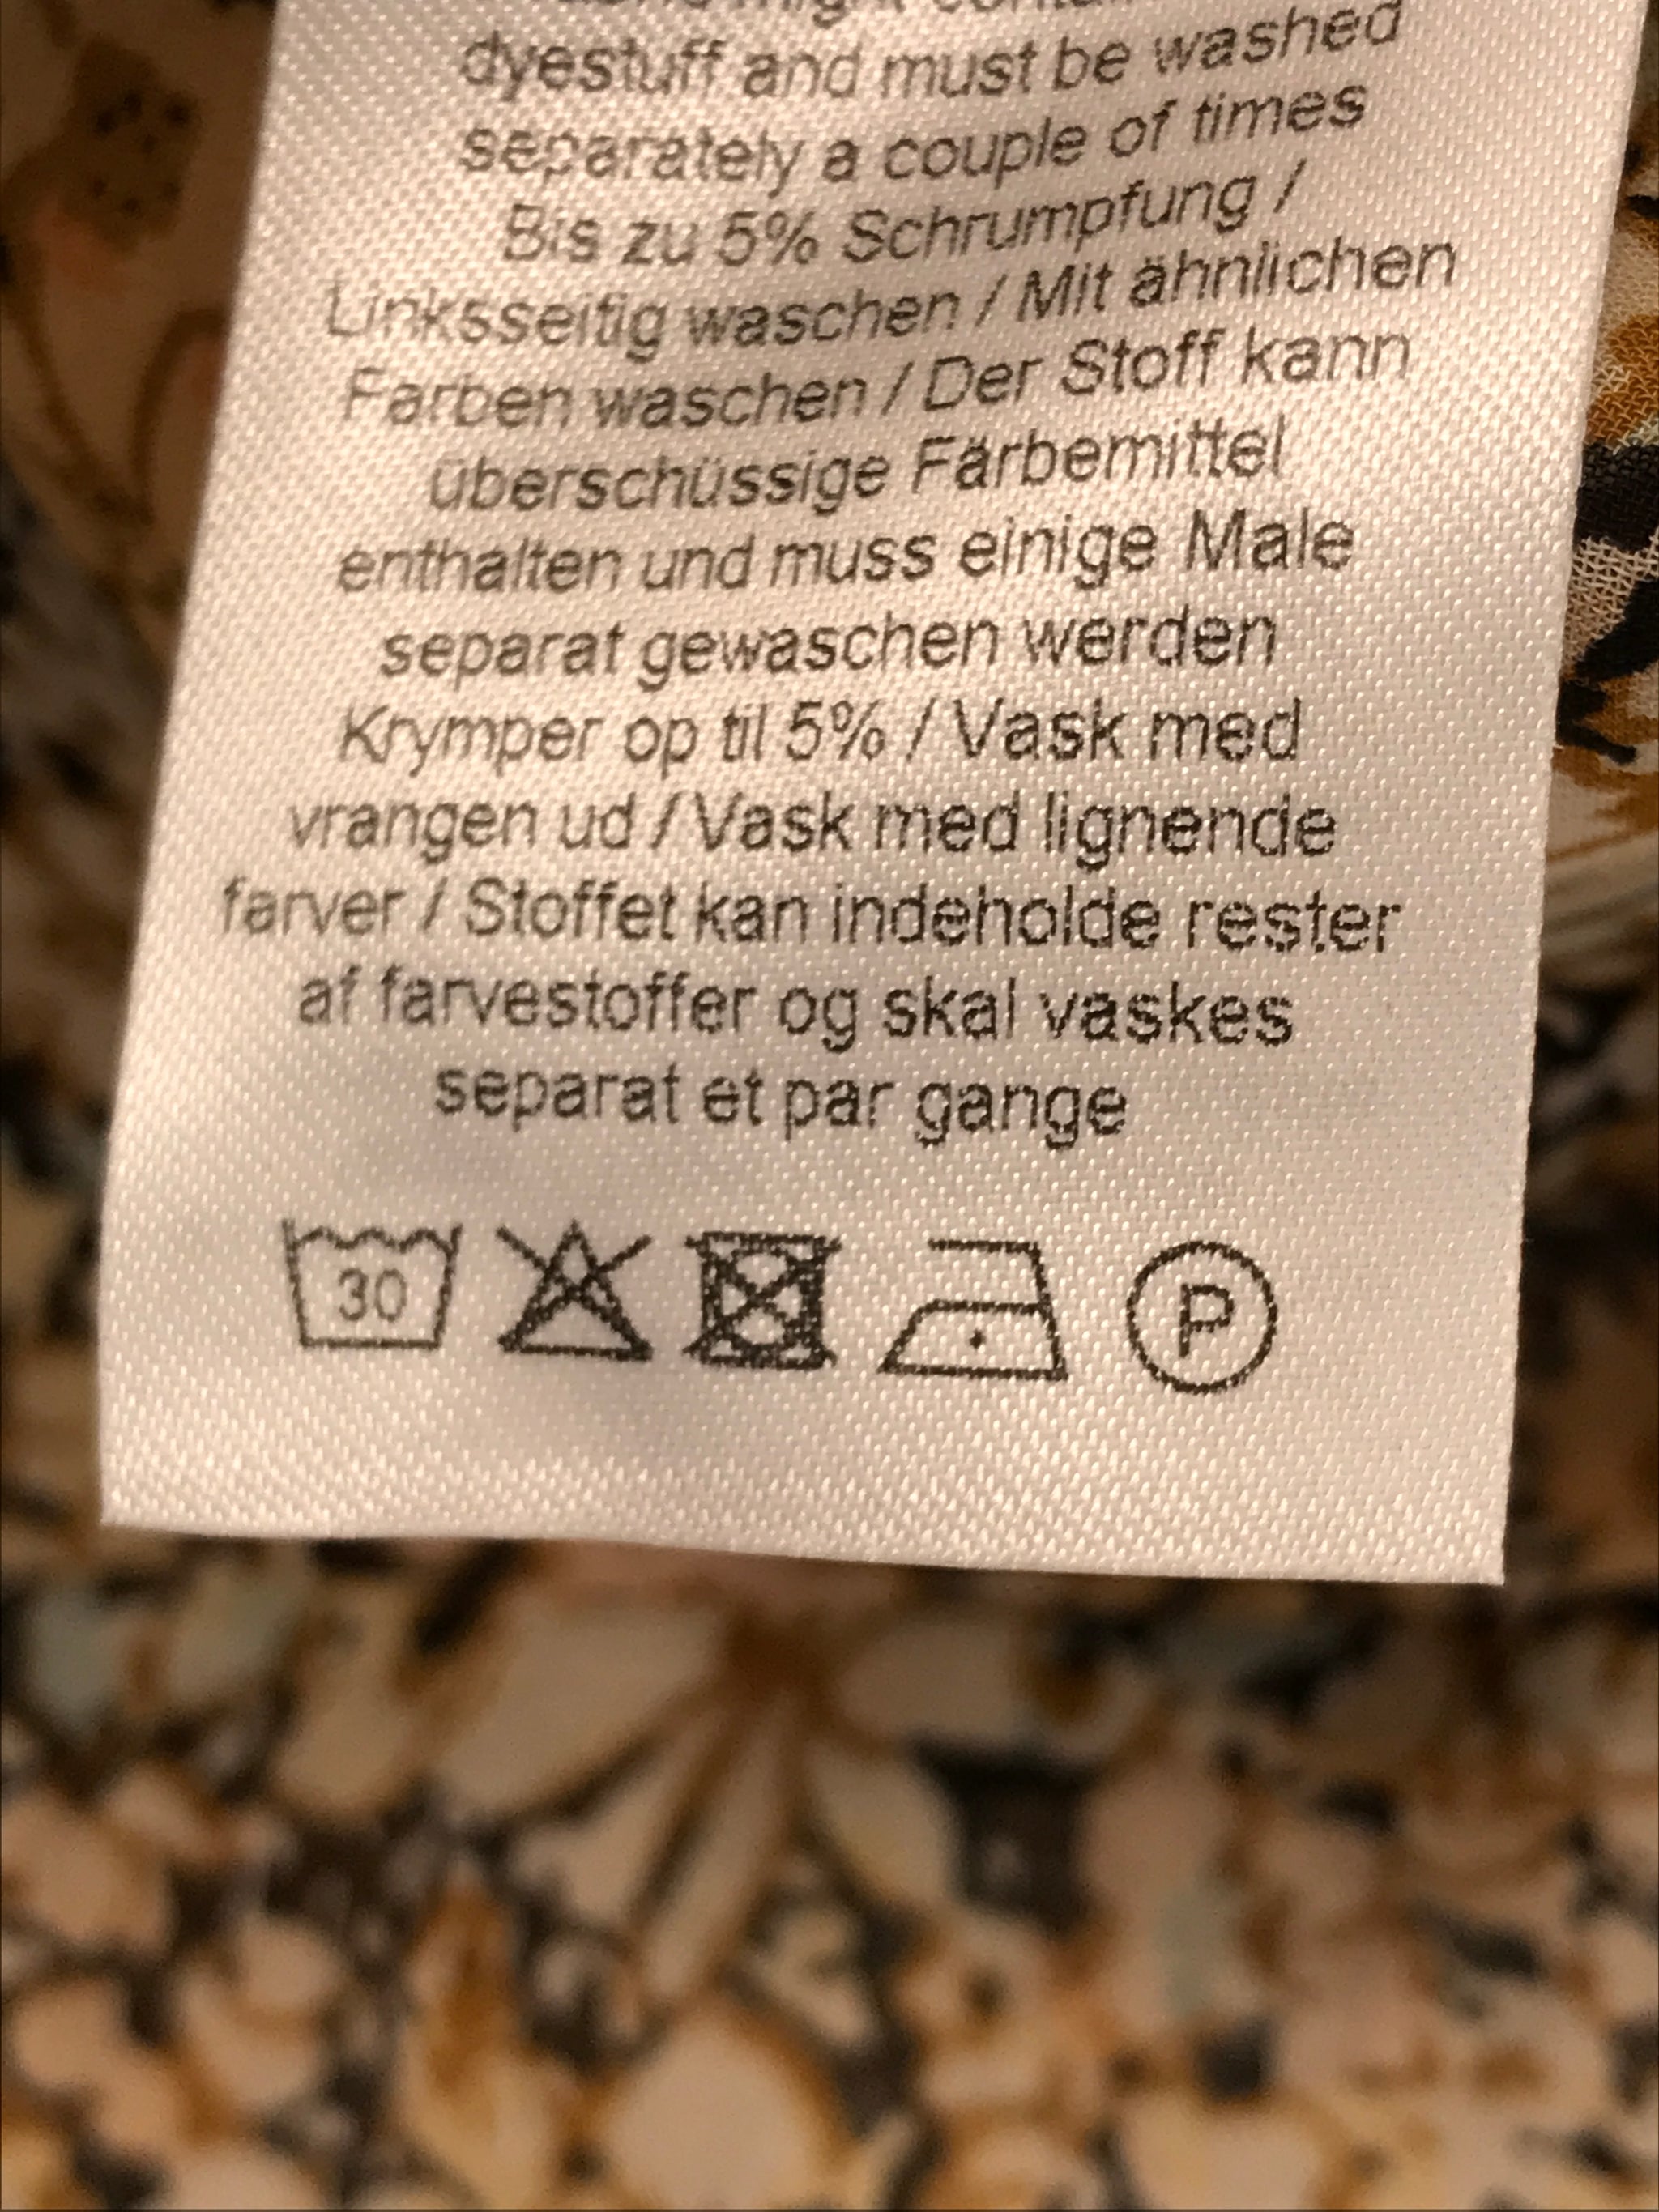 dyestuff and must be washed
separately a couple of times
Bis zu 5% Schrumpfung /
Linksseitig waschen / Mit ähnlichen
Farben waschen / Der Stoff kann
überschüssige Färbemittel
enthalten und muss einige Male
separat gewaschen werden
Krymper op til 5% / Vask med
vrangen ud / Vask med lignende
farver / Stoffet kan indeholde rester
af farvestoffer og skal vaskes
separat et par gange
30 P